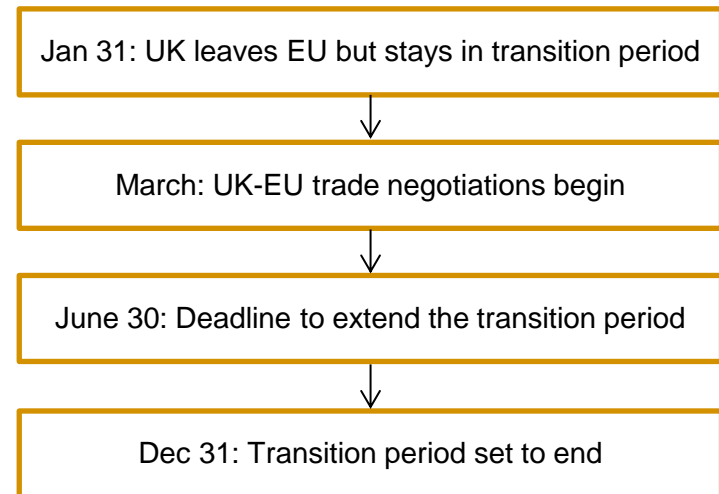 Jan 31: UK leaves EU but stays in transition period
March: UK-EU trade negotiations begin
June 30: Deadline to extend the transition period
Dec 31: Transition period set to end